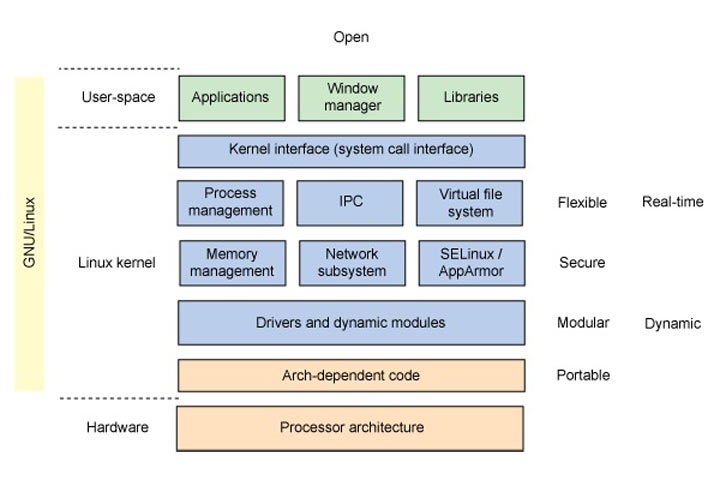 Open
User-space
Applications
Window
manager
Libraries
Kernel interface (system call interface)
GNU/Linux
Linux kernel
Process
management
IPC
Virtual file
system
Flexible
Real-time
Memory
management
Network
subsystem
SELinux /
AppArmor
Secure
Drivers and dynamic modules
Modular
Dynamic
Arch-dependent code
Portable
Hardware
Processor architecture